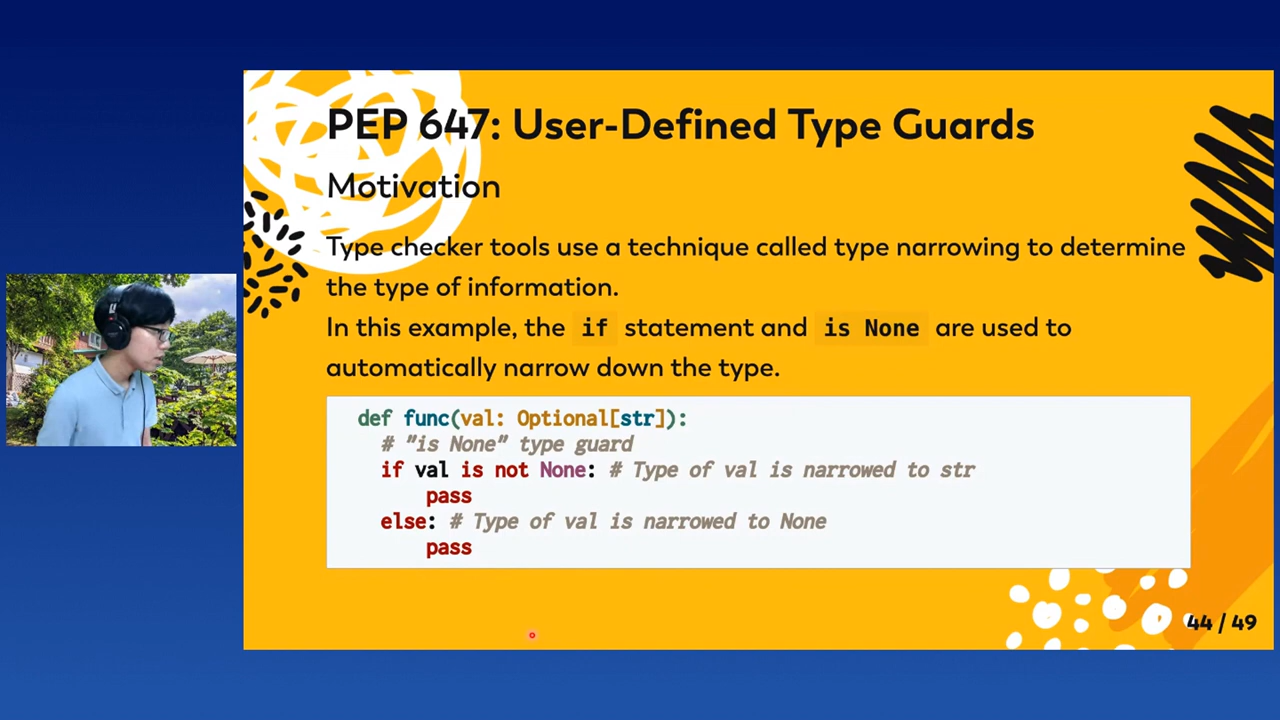 PEP 647: User-Defined Type Guards
Motivation
Type checker tools use a technique called type narrowing to determine
the type of information.
In this example, the if statement and is None are used to
automatically narrow down the type.
def func(val: Optional[str]):
# "is None" type guard
if val is not None: # Type of val is narrowed to str
pass
else: # Type of val is narrowed to None
pass
44 / 49